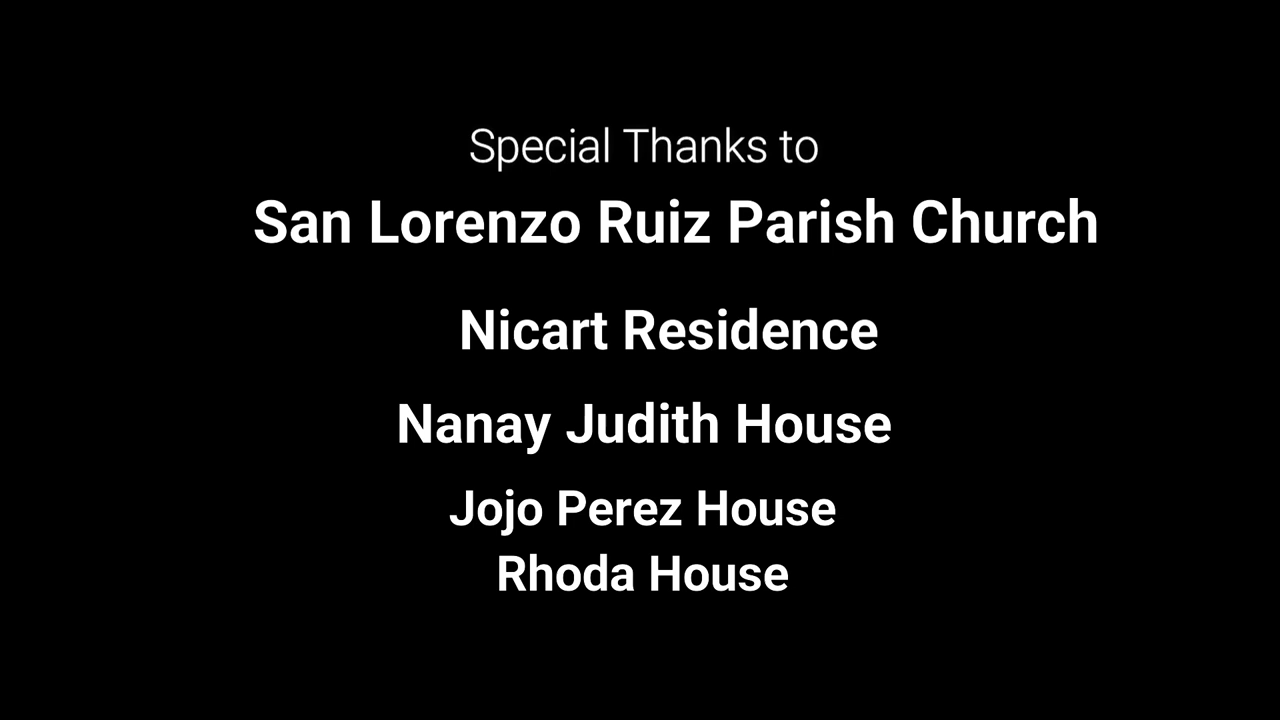 Special Thanks to
San Lorenzo Ruiz Parish Church
Nicart Residence
Nanay Judith House
Jojo Perez House
Rhoda House